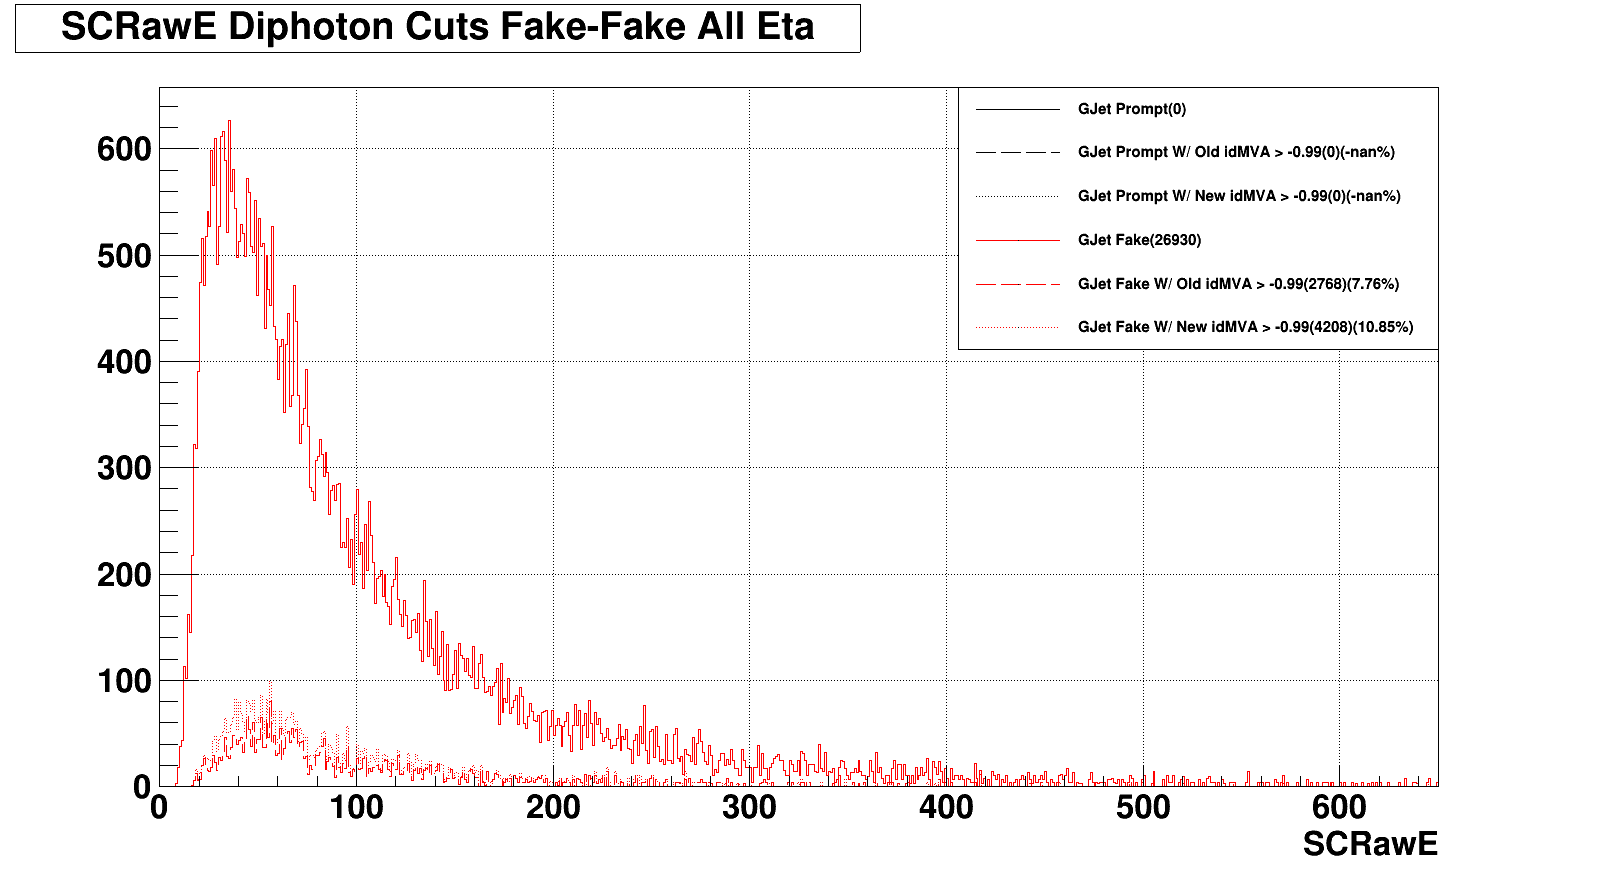 SCRawE Diphoton Cuts Fake-Fake All Eta
GJet Prompt(0)
GJet Prompt W/ Old idMVA > -0.99(0)(-nan%)
GJet Prompt W/ New idMVA > -0.99(0)(-nan%)
GJet Fake(26930)
GJet Fake W/ Old idMVA > -0.99(2768)(7.76%)
GJet Fake W/ New idMVA > -0.99(4208)(10.85%)
600
500
400
300
200
100
0
0 100 200 300 400 500 600
SCRawE